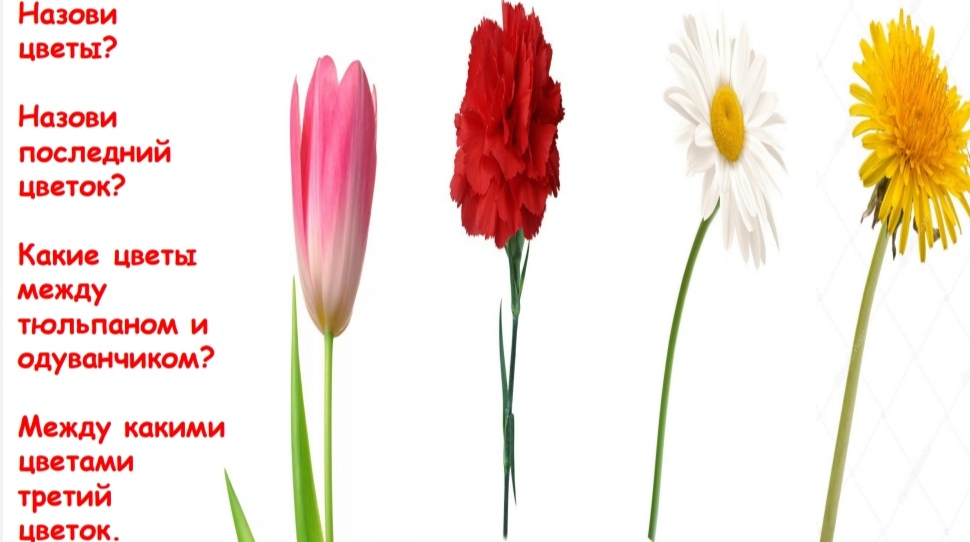 Назови
цветы?
Назови
последний
цветок?
Какие цветы
между
тюльпаном и
одуванчиком?
Между какими
цветами
третий
цветок.